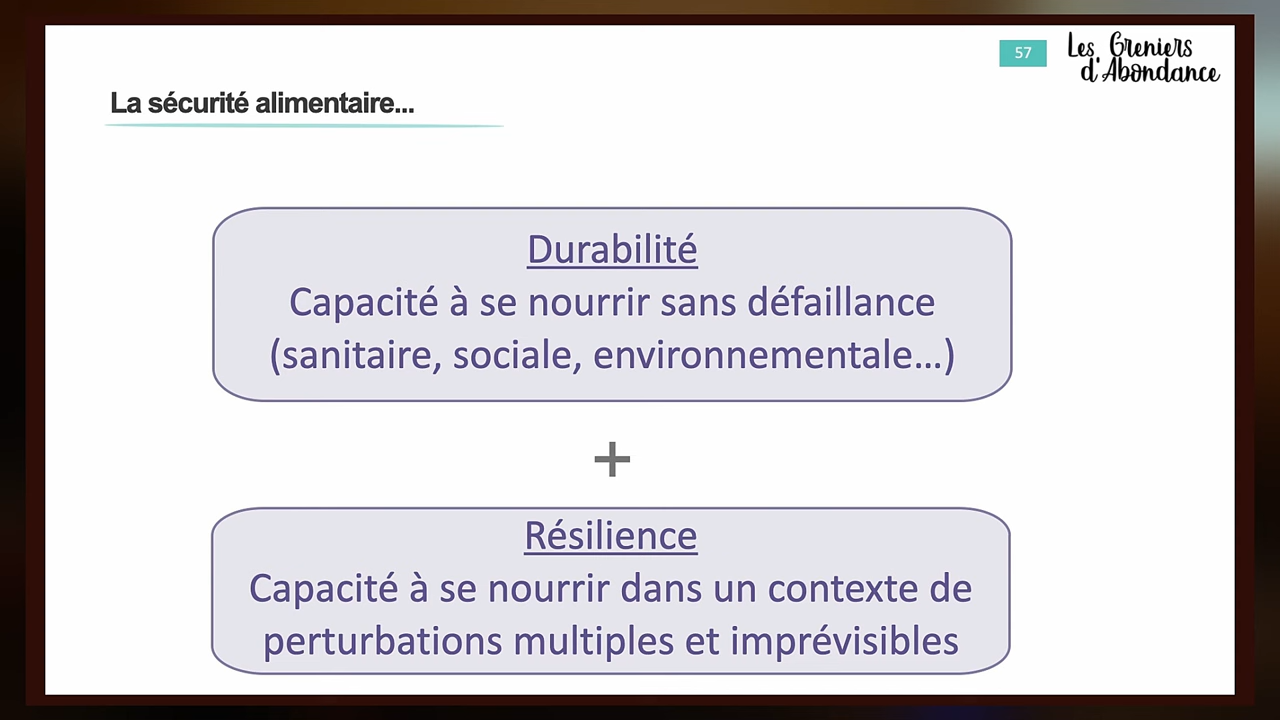 57
Les Greniers
d'Abondance
La sécurité alimentaire...
Durabilité
Capacité à se nourrir sans défaillance
(sanitaire, sociale, environnementale...)
+
Résilience
Capacité à se nourrir dans un contexte de
perturbations multiples et imprévisibles